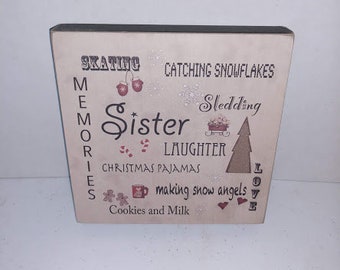 SKATING
CATCHING SNOWFLAKES
MEMORIES
Sledding
Sister
LAUGHTER
CHRISTMAS PAJAMAS
LOVE
making snow angels
Cookies and Milk